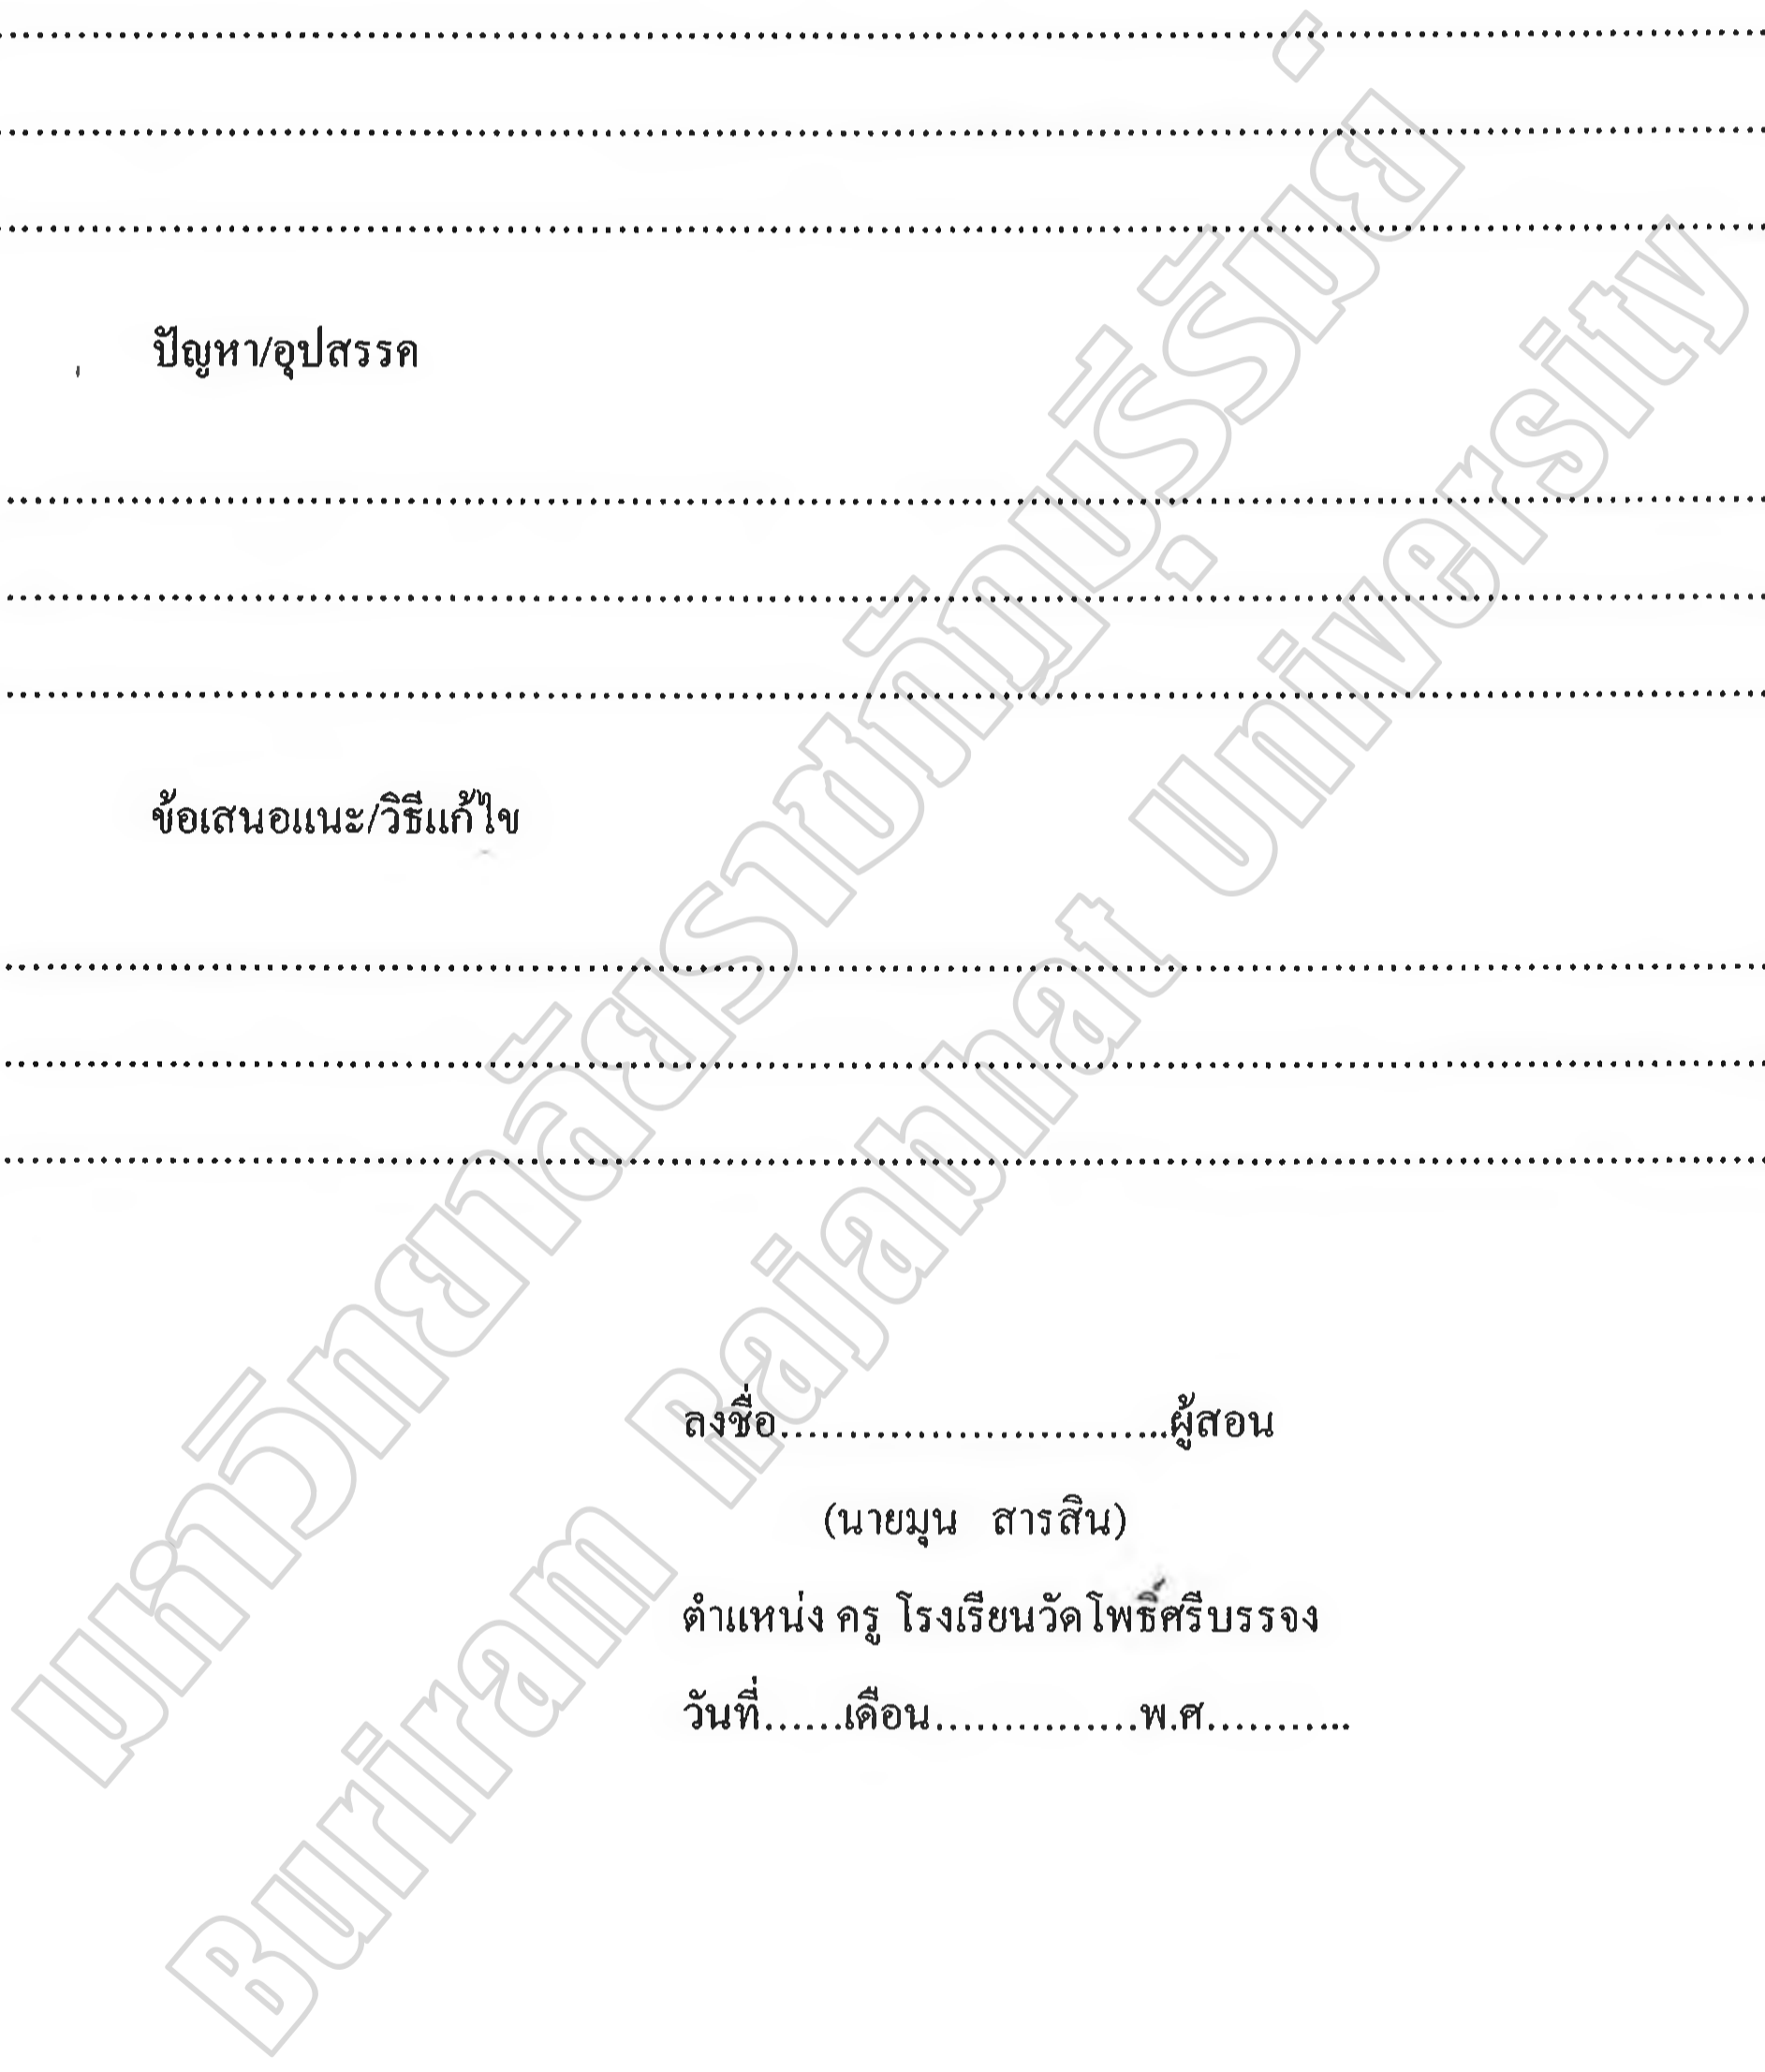 ........................................................................................................................
........................................................................................................................
........................................................................................................................
ปัญหา/อุปสรรค
........................................................................................................................
........................................................................................................................
........................................................................................................................
ข้อเสนอแนะ/วิธีแก้ไข
........................................................................................................................
........................................................................................................................
........................................................................................................................
ลงชื่อ..............................ผู้สอน
(นายมุน สารสิน)
ตำแหน่ง ครู โรงเรียนวัดโพธิ์ศรีบรรจง
วันที่......เดือน...............พ.ศ...........
มหาวิทยาลัยราชภัฏบุรีรัมย์
Buriram Rajabhat University